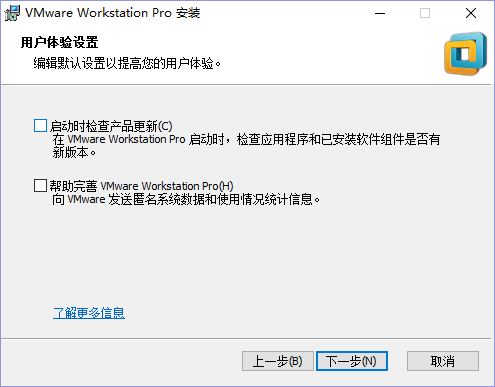 VMware Workstation Pro 安装
用户体验设置
编辑默认设置以提高您的用户体验。
启动时检查产品更新(C)
在 VMware Workstation Pro 启动时，检查应用程序和已安装软件组件是否有
新版本。
帮助完善 VMware Workstation Pro(H)
向 VMware 发送匿名系统数据和使用情况统计信息。
了解更多信息
上一步(B) 下一步(N) 取消